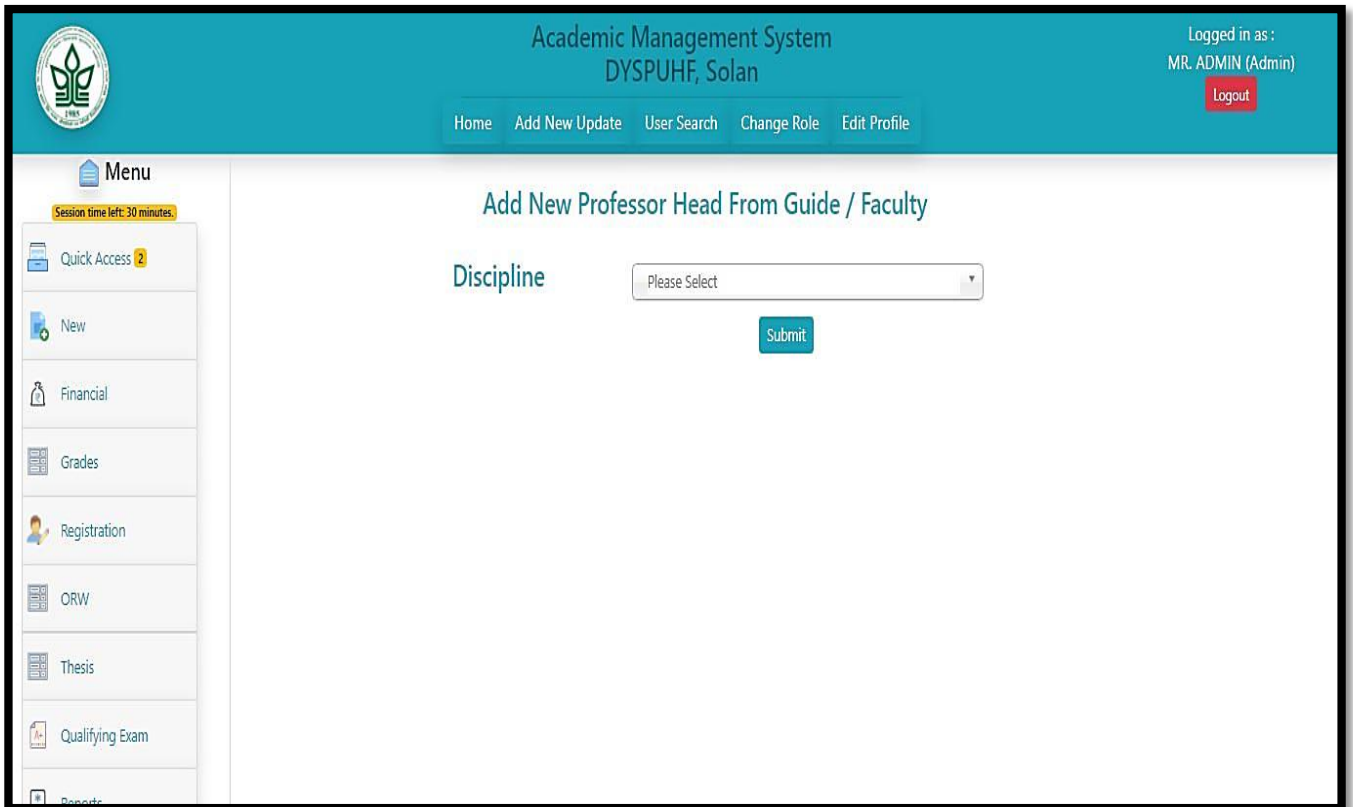 Academic Management System
DYSPUHF, Solan
Logged in as :
MR. ADMIN (Admin)
Logout
Home Add New Update User Search Change Role Edit Profile
Menu
Session time left: 30 minutes.
Quick Access 2
New
Financial
Grades
Registration
ORW
Thesis
Qualifying Exam
Reports
Add New Professor Head From Guide / Faculty
Discipline Please Select
Submit
1985